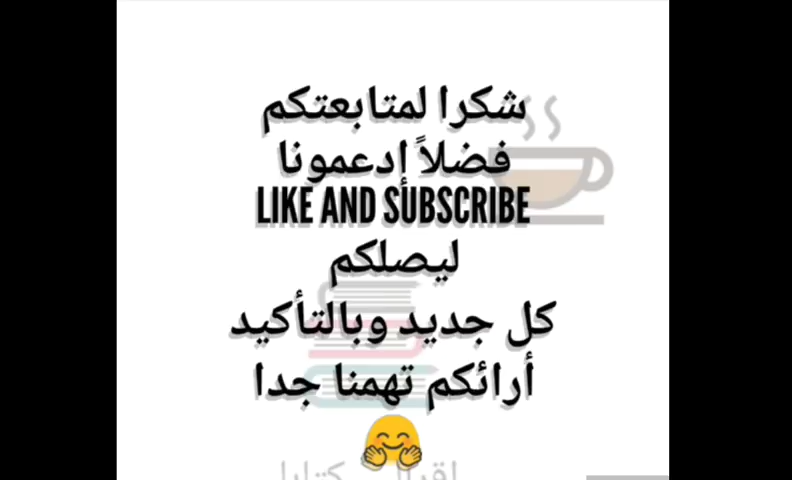 شكرا لمتابعتكم
فضلاً إدعمونا
LIKE AND SUBSCRIBE
ليصلكم
كل جديد وبالتأكيد
أرائكم تهمنا جدا